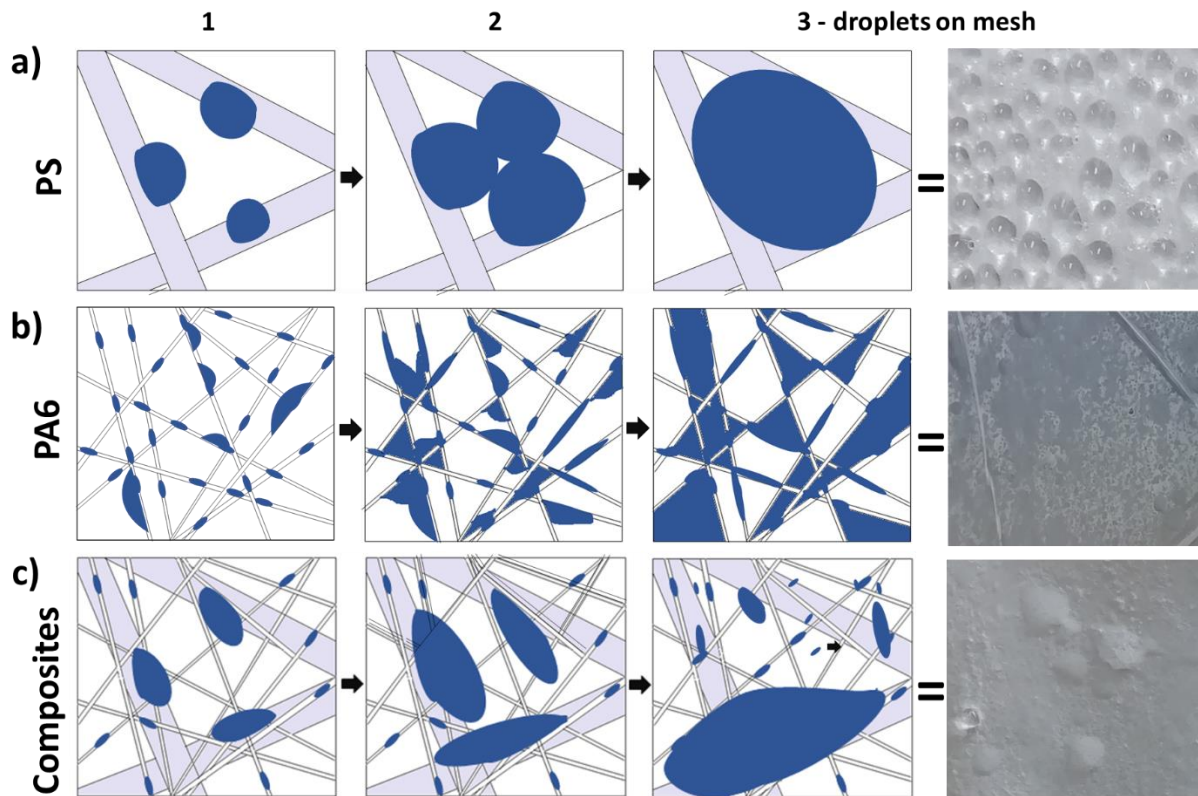 1 2 3 - droplets on mesh
a)
PS
=
b)
PA6
=
c)
Composites
=